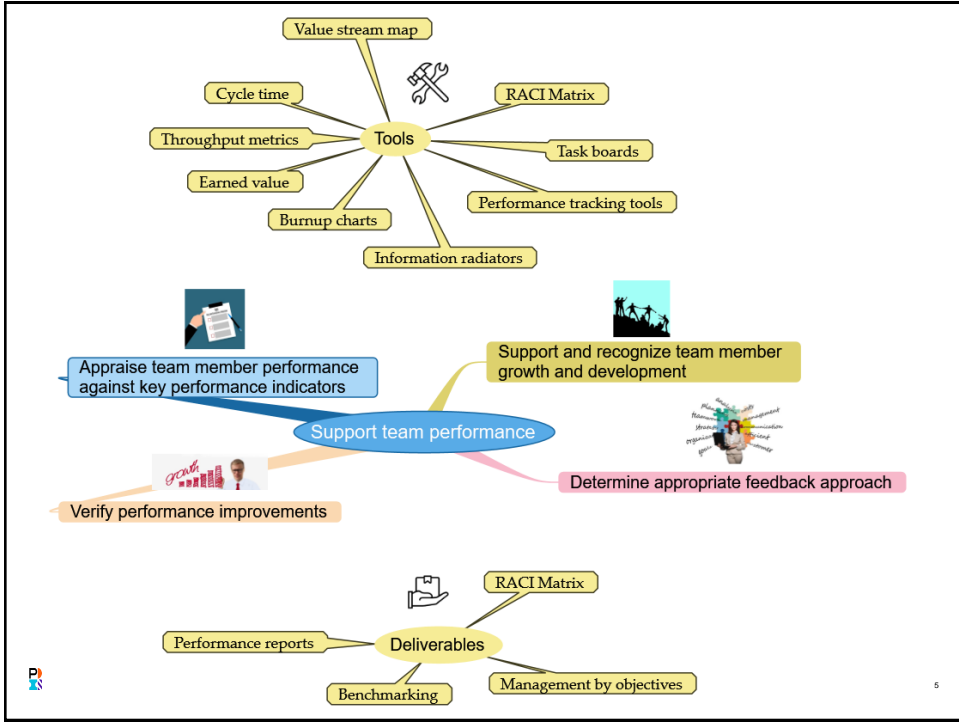 Value stream map
Cycle time
RACI Matrix
Throughput metrics
Tools
Task boards
Earned value
Performance tracking tools
Burnup charts
Information radiators
Appraise team member performance
against key performance indicators
Support and recognize team member
growth and development
Support team performance
growth
Verify performance improvements
Determine appropriate feedback approach
RACI Matrix
Performance reports
Deliverables
Benchmarking
Management by objectives
5